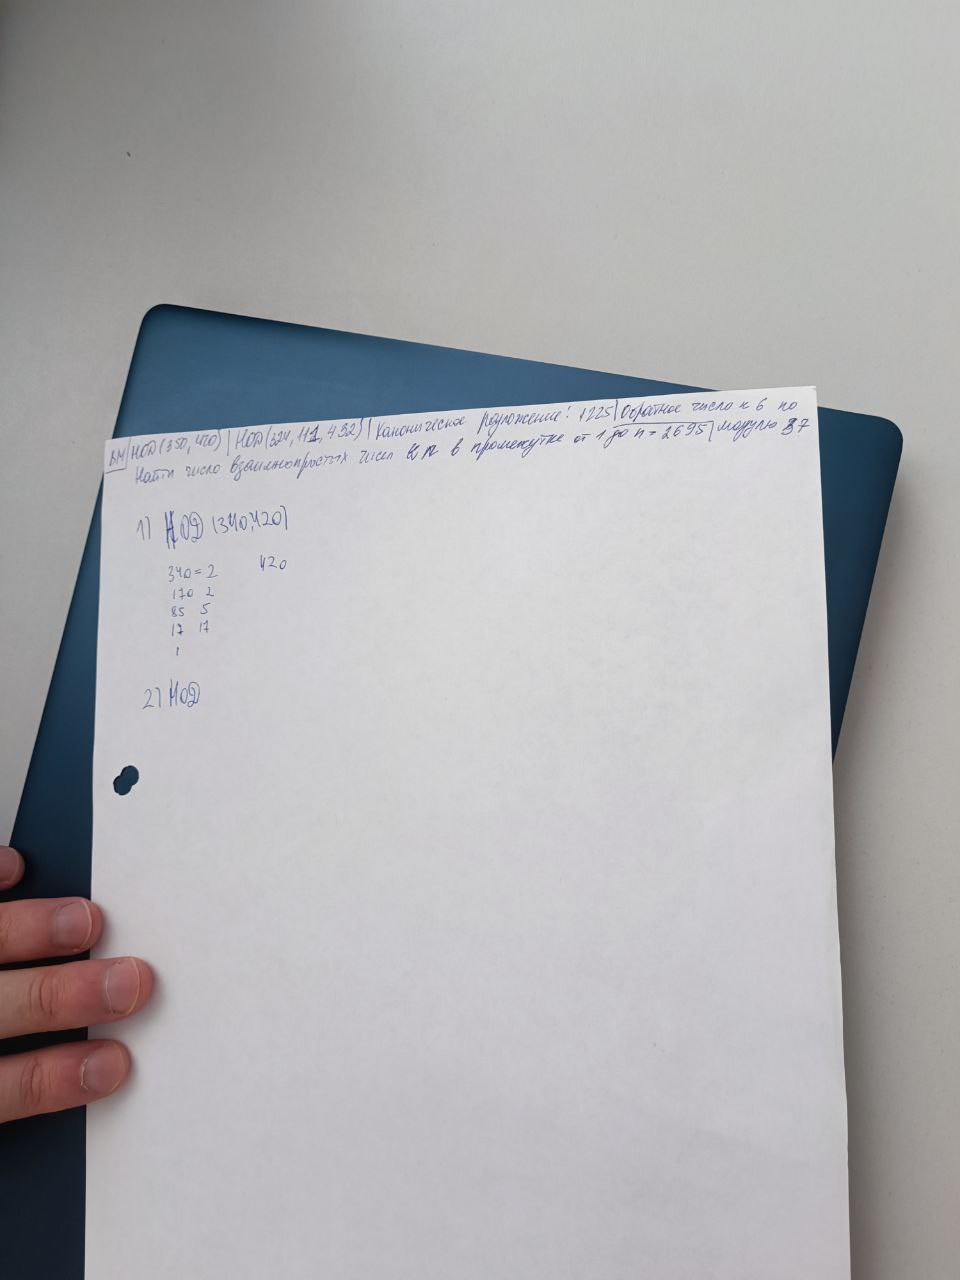 ВИ | НОД (350, 420) | НОД (324, 111, 432) | Каноническое разложение: 1225 | Обратное число к 6 по
Найти число взаимнопростых чисел в промежутке от 1 до n = 2695 | модулю 37
1) НОД (340, 420)
340 = 2 420
170 2
85 5
17 17
1
2) НОД